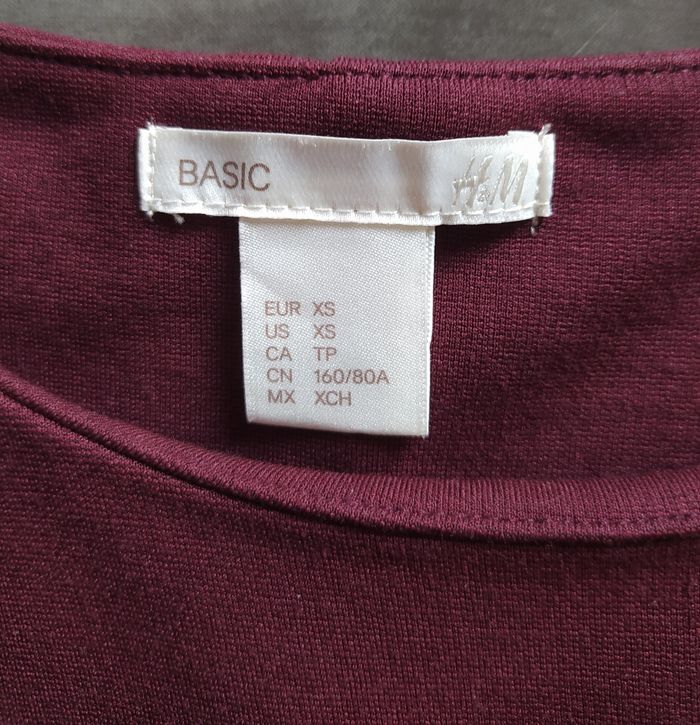 BASIC H&M
EUR XS
US XS
CA TP
CN 160/80A
MX XCH